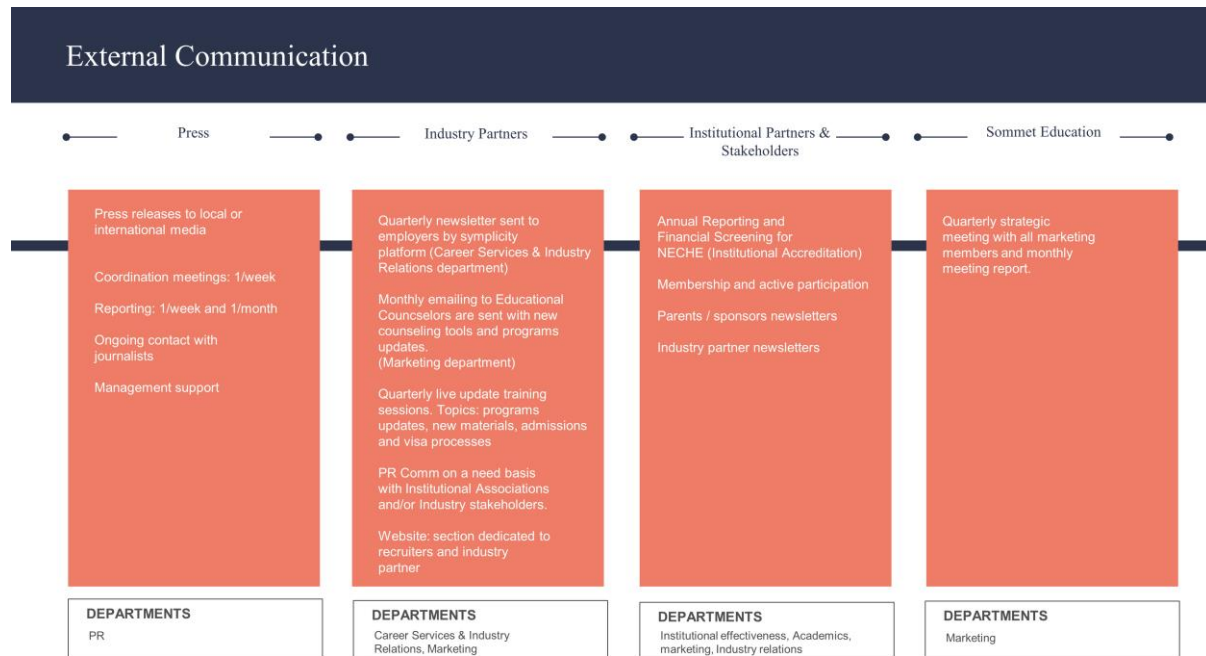 External Communication
Press
Press releases to local or
international media
Coordination meetings: 1/week
Reporting: 1/week and 1/month
Ongoing contact with
journalists
Management support
DEPARTMENTS
PR
Industry Partners
Quarterly newsletter sent to
employers by symplicity
platform (Career Services & Industry
Relations department)
Monthly emailing to Educational
Councselors are sent with new
counseling tools and programs
updates.
(Marketing department)
Quarterly live update training
sessions. Topics: programs
updates, new materials, admissions
and visa processes
PR Comm on a need basis
with Institutional Associations
and/or Industry stakeholders.
Website: section dedicated to
recruiters and industry
partner
DEPARTMENTS
Career Services & Industry
Relations, Marketing
Institutional Partners &
Stakeholders
Annual Reporting and
Financial Screening for
NECHE (Institutional Accreditation)
Membership and active participation
Parents / sponsors newsletters
Industry partner newsletters
DEPARTMENTS
Institutional effectiveness, Academics,
marketing, Industry relations
Sommet Education
Quarterly strategic
meeting with all marketing
members and monthly
meeting report.
DEPARTMENTS
Marketing